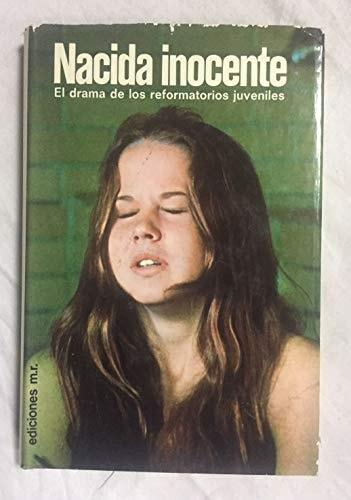 Nacida inocente
El drama de los reformatorios juveniles
ediciones m.r.